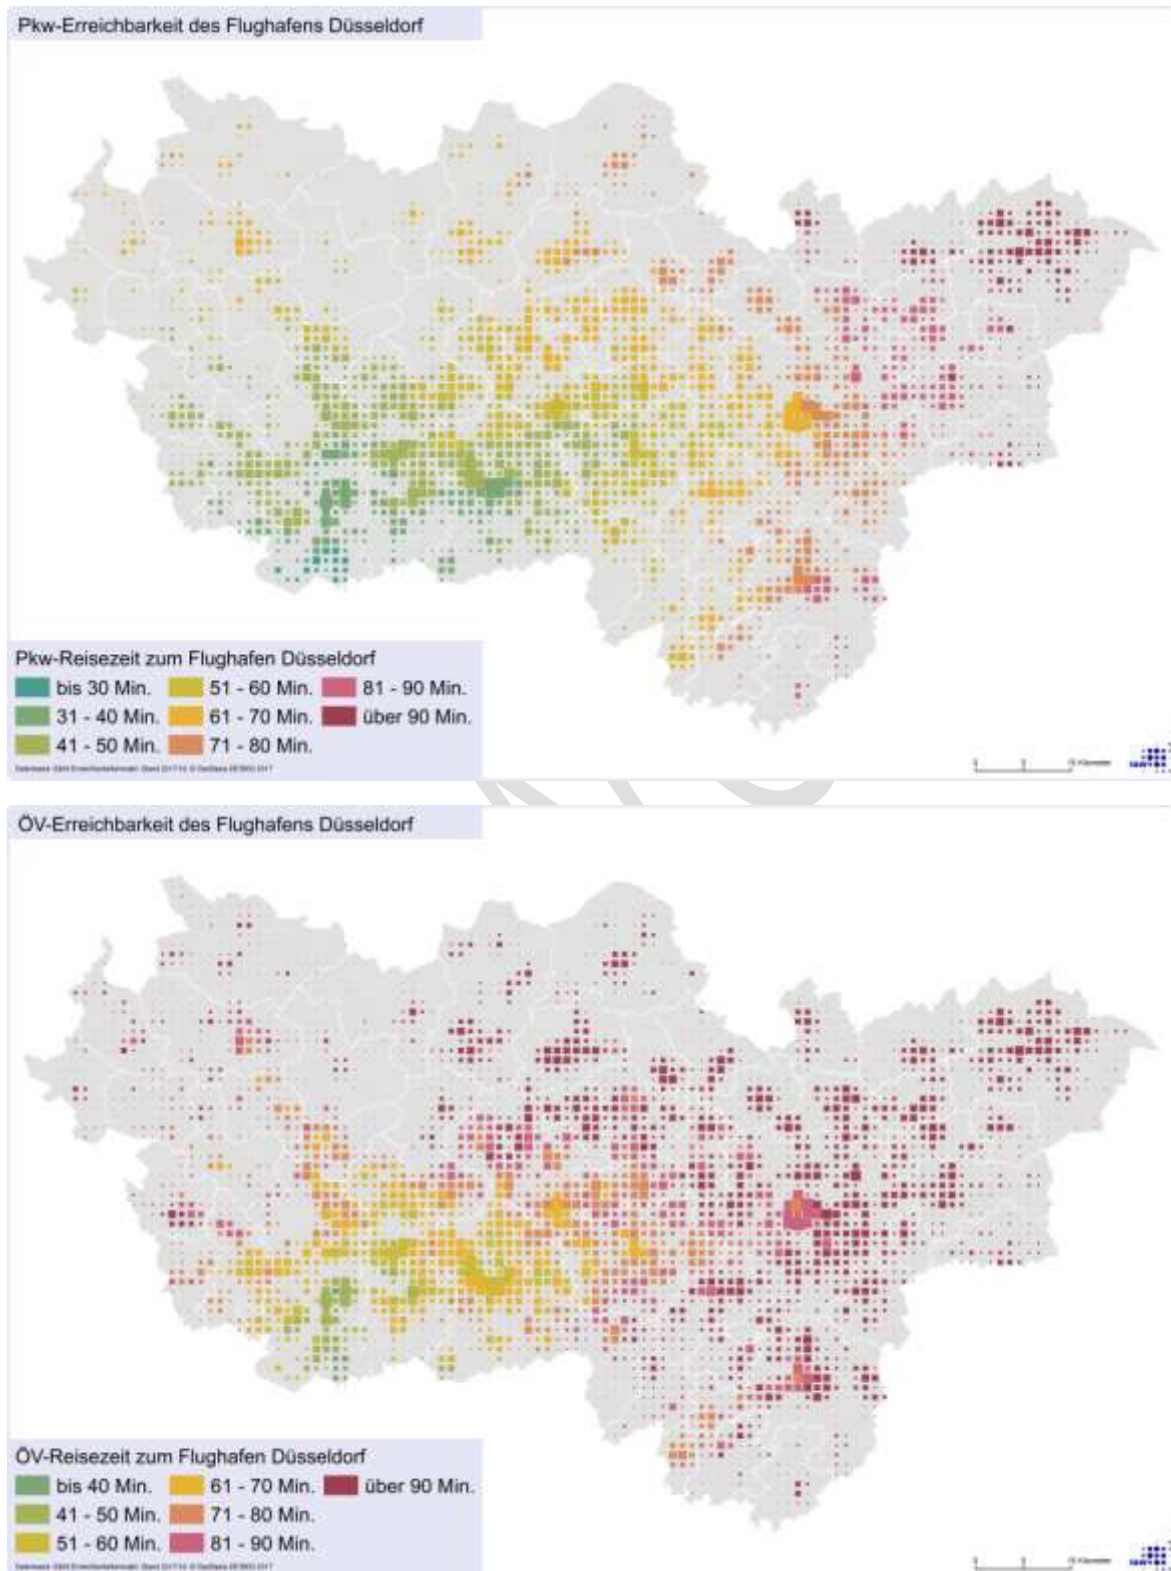 Pkw-Erreichbarkeit des Flughafens Düsseldorf
Pkw-Reisezeit zum Flughafen Düsseldorf
bis 30 Min. 51 - 60 Min. 81 - 90 Min.
31 - 40 Min. 61 - 70 Min. über 90 Min.
41 - 50 Min. 71 - 80 Min.
ÖV-Erreichbarkeit des Flughafens Düsseldorf
ÖV-Reisezeit zum Flughafen Düsseldorf
bis 40 Min. 61 - 70 Min. über 90 Min.
41 - 50 Min. 71 - 80 Min.
51 - 60 Min. 81 - 90 Min.